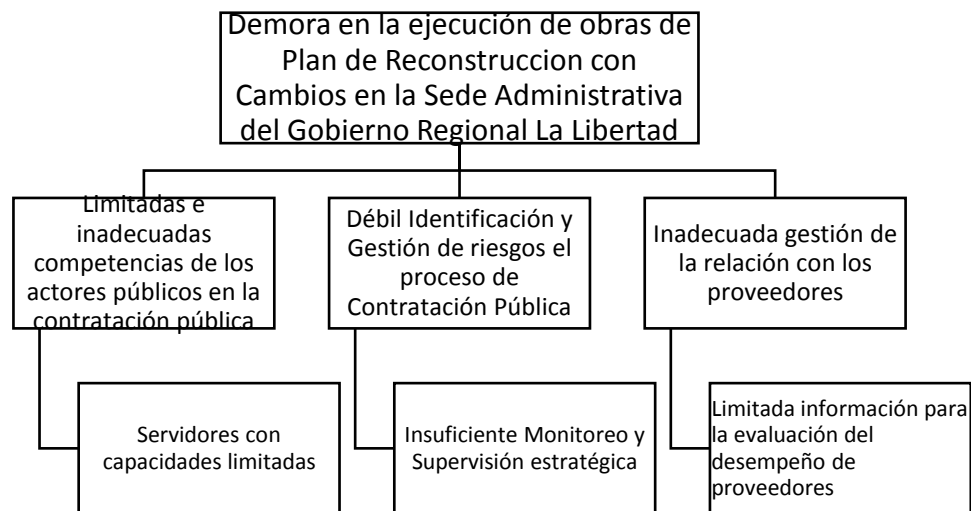 Demora en la ejecución de obras de
Plan de Reconstruccion con
Cambios en la Sede Administrativa
del Gobierno Regional La Libertad
Limitadas e
inadecuadas
competencias de los
actores públicos en la
contratación pública
Débil Identificación y
Gestión de riesgos el
proceso de
Contratación Pública
Inadecuada gestión de
la relación con los
proveedores
Servidores con
capacidades limitadas
Insuficiente Monitoreo y
Supervisión estratégica
Limitada información para
la evaluación del
desempeño de
proveedores